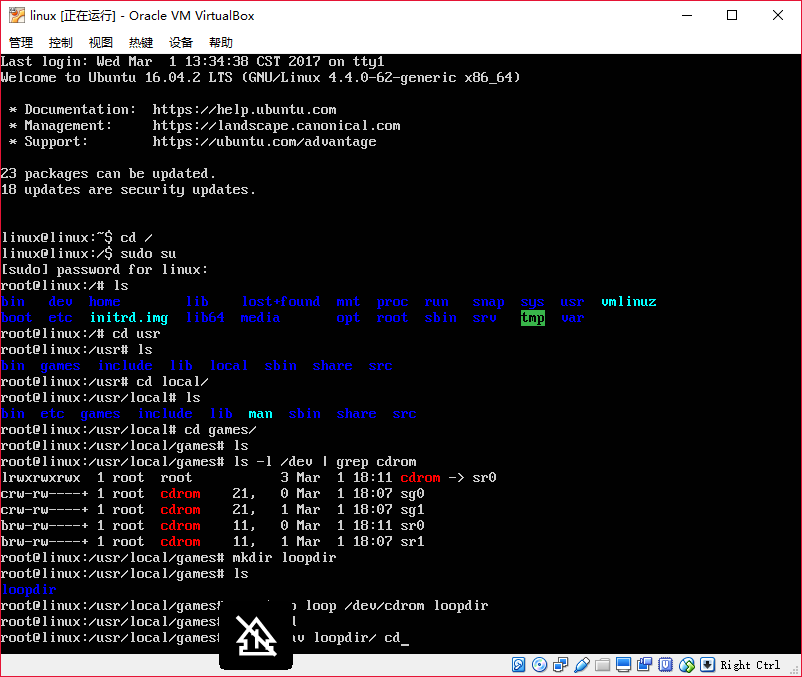 linux [正在运行] - Oracle VM VirtualBox
管理 控制 视图 热键 设备 帮助
Last login: Wed Mar  1 13:34:38 CST 2017 on tty1
Welcome to Ubuntu 16.04.2 LTS (GNU/Linux 4.4.0-62-generic x86_64)
* Documentation:  https://help.ubuntu.com
* Management:     https://landscape.canonical.com
* Support:        https://ubuntu.com/advantage
23 packages can be updated.
18 updates are security updates.
linux@linux:~$ cd /
linux@linux:/$ sudo su
[sudo] password for linux:
root@linux:/# ls
bin   dev  home        lib    lost+found  mnt  proc  run   snap  sys  usr  vmlinuz
boot  etc  initrd.img  lib64  media       opt  root  sbin  srv   tmp  var
root@linux:/# cd usr
root@linux:/usr# ls
bin  games  include  lib  local  sbin  share  src
root@linux:/usr# cd local/
root@linux:/usr/local# ls
bin  etc  games  include  lib  man  sbin  share  src
root@linux:/usr/local# cd games/
root@linux:/usr/local/games# ls
root@linux:/usr/local/games# ls -l /dev | grep cdrom
lrwxrwxrwx  1 root  root           3 Mar  1 18:11 cdrom -> sr0
crw-rw----+ 1 root  cdrom    21,   0 Mar  1 18:07 sg0
crw-rw----+ 1 root  cdrom    21,   1 Mar  1 18:07 sg1
brw-rw----+ 1 root  cdrom    11,   0 Mar  1 18:11 sr0
brw-rw----+ 1 root  cdrom    11,   1 Mar  1 18:07 sr1
root@linux:/usr/local/games# mkdir loopdir
root@linux:/usr/local/games# ls
loopdir
root@linux:/usr/local/games loop /dev/cdrom loopdir
root@linux:/usr/local/games
root@linux:/usr/local/games loopdir/ cd_
Right Ctrl